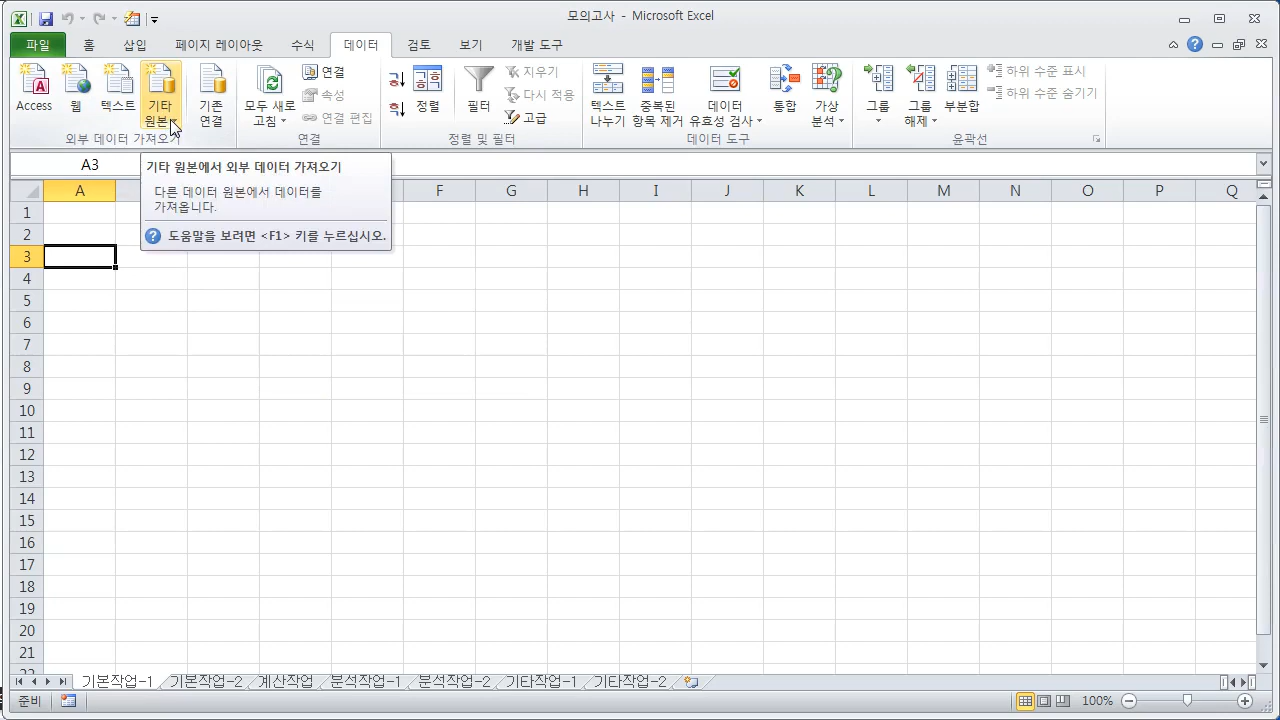 모의고사 - Microsoft Excel
파일 홈 삽입 페이지 레이아웃 수식 데이터 검토 보기 개발 도구
Access 웹 텍스트 기타 원본 기존 연결
외부 데이터 가져오기
모두 새로 고침 연결 속성 연결 편집
연결
정렬 필터 지우기 다시 적용 고급
정렬 및 필터
텍스트 나누기 중복된 항목 제거 데이터 유효성 검사 통합 가상 분석
데이터 도구
그룹 그룹 해제 부분합 하위 수준 표시 하위 수준 숨기기
윤곽선
A3
기타 원본에서 외부 데이터 가져오기
다른 데이터 원본에서 데이터를
가져옵니다.
도움말을 보려면 <F1> 키를 누르십시오.
A F G H I J K L M N O P Q
1
2
3
4
5
6
7
8
9
10
11
12
13
14
15
16
17
18
19
20
21
22
기본작업-1 기본작업-2 계산작업 분석작업-1 분석작업-2 기타작업-1 기타작업-2
준비 100%